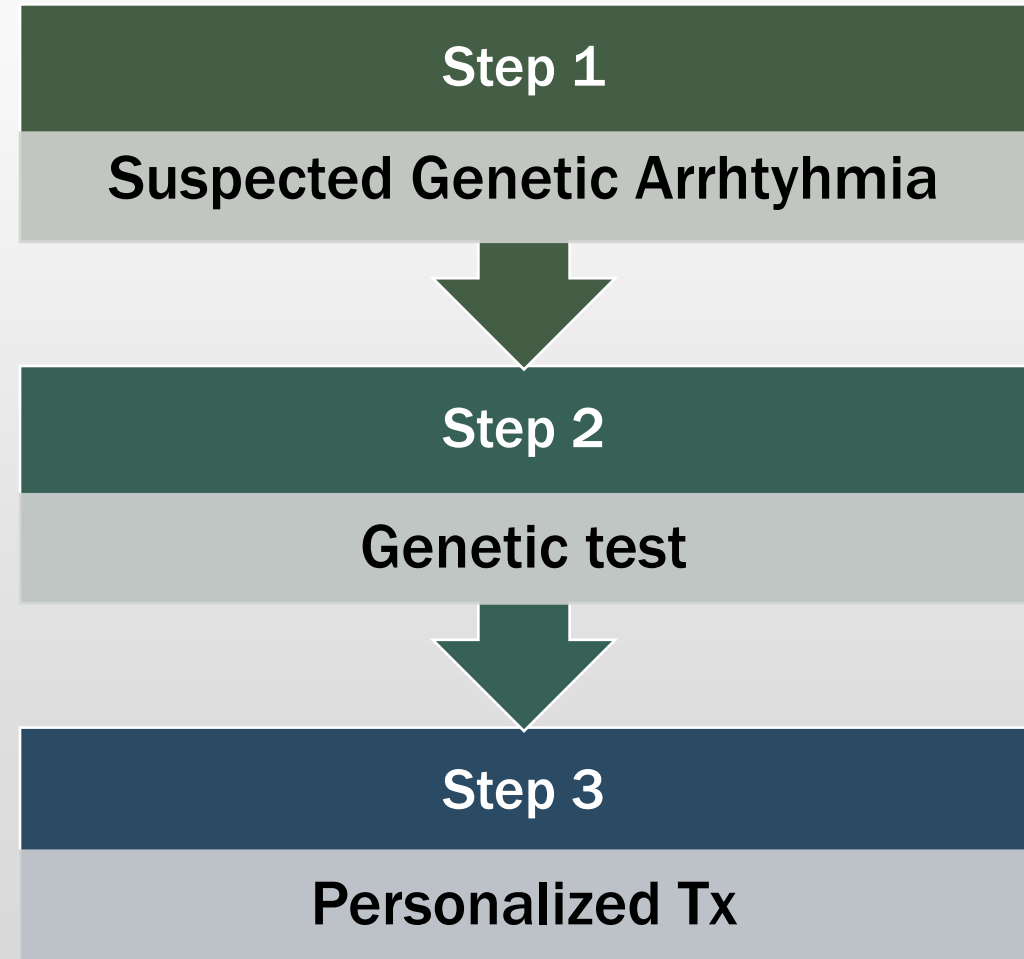 Step 1
Suspected Genetic Arrhtyhmia
Step 2
Genetic test
Step 3
Personalized Tx